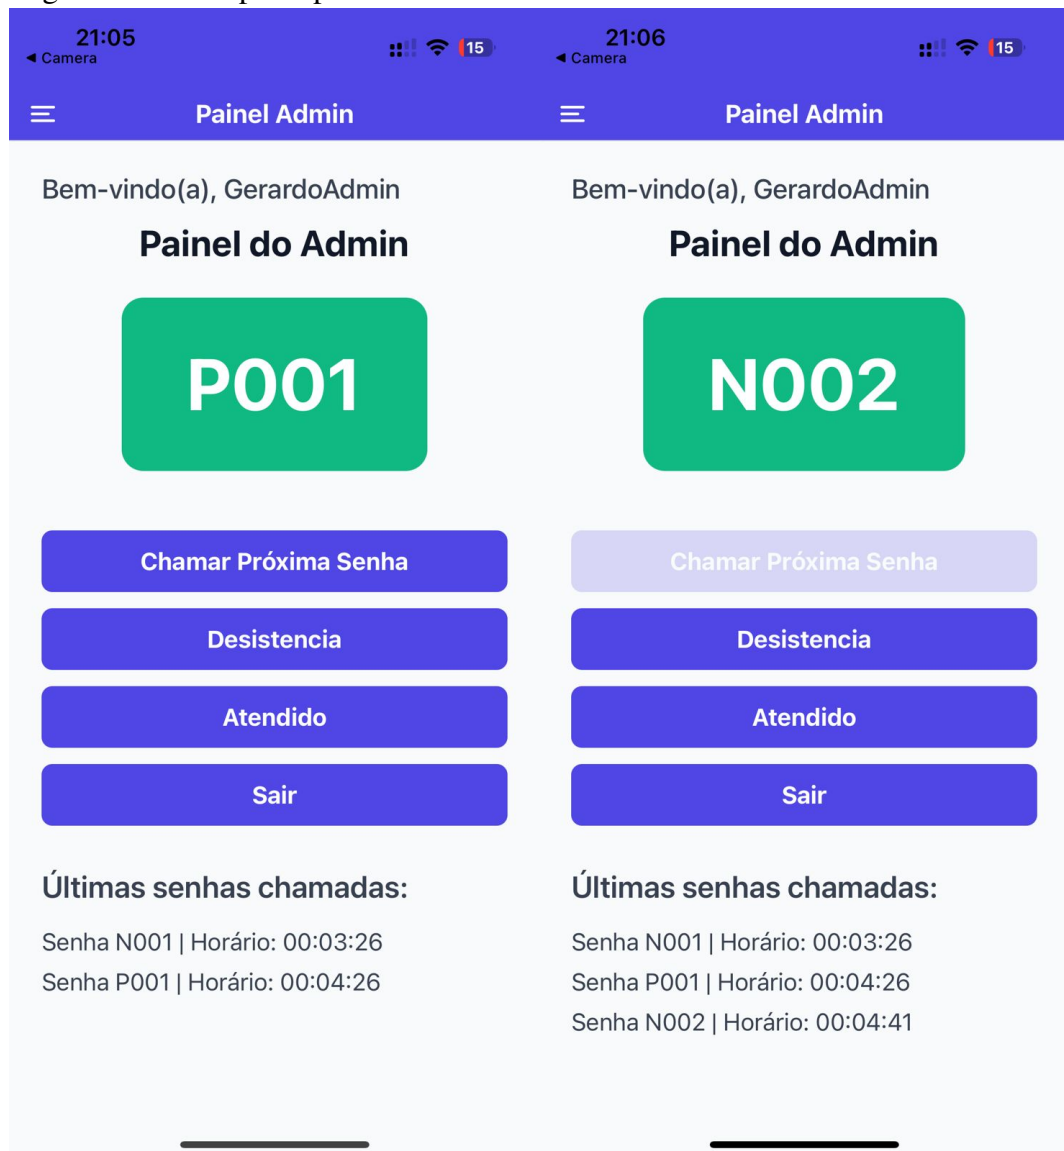 21:05
◄ Camera
15
Painel Admin
Bem-vindo(a), GerardoAdmin
Painel do Admin
P001
Chamar Próxima Senha
Desistencia
Atendido
Sair
Últimas senhas chamadas:
Senha N001 | Horário: 00:03:26
Senha P001 | Horário: 00:04:26
21:06
◄ Camera
15
Painel Admin
Bem-vindo(a), GerardoAdmin
Painel do Admin
N002
Chamar Próxima Senha
Desistencia
Atendido
Sair
Últimas senhas chamadas:
Senha N001 | Horário: 00:03:26
Senha P001 | Horário: 00:04:26
Senha N002 | Horário: 00:04:41